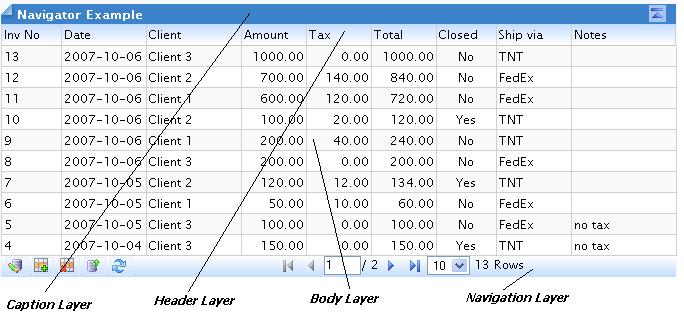 Navigator Example
Inv No Date Client Amount Tax Total Closed Ship via Notes
13 2007-10-06 Client 3 1000.00 0.00 1000.00 No TNT
12 2007-10-06 Client 2 700.00 140.00 840.00 No FedEx
11 2007-10-06 Client 1 600.00 120.00 720.00 No FedEx
10 2007-10-06 Client 2 100.00 20.00 120.00 Yes TNT
9 2007-10-06 Client 1 200.00 40.00 240.00 No TNT
8 2007-10-06 Client 3 200.00 0.00 200.00 No FedEx
7 2007-10-05 Client 2 120.00 12.00 134.00 Yes TNT
6 2007-10-05 Client 1 50.00 10.00 60.00 No FedEx
5 2007-10-05 Client 3 100.00 0.00 100.00 No FedEx no tax
4 2007-10-04 Client 3 150.00 0.00 150.00 Yes TNT no tax
1 / 2 10 13 Rows
Caption Layer Header Layer Body Layer Navigation Layer